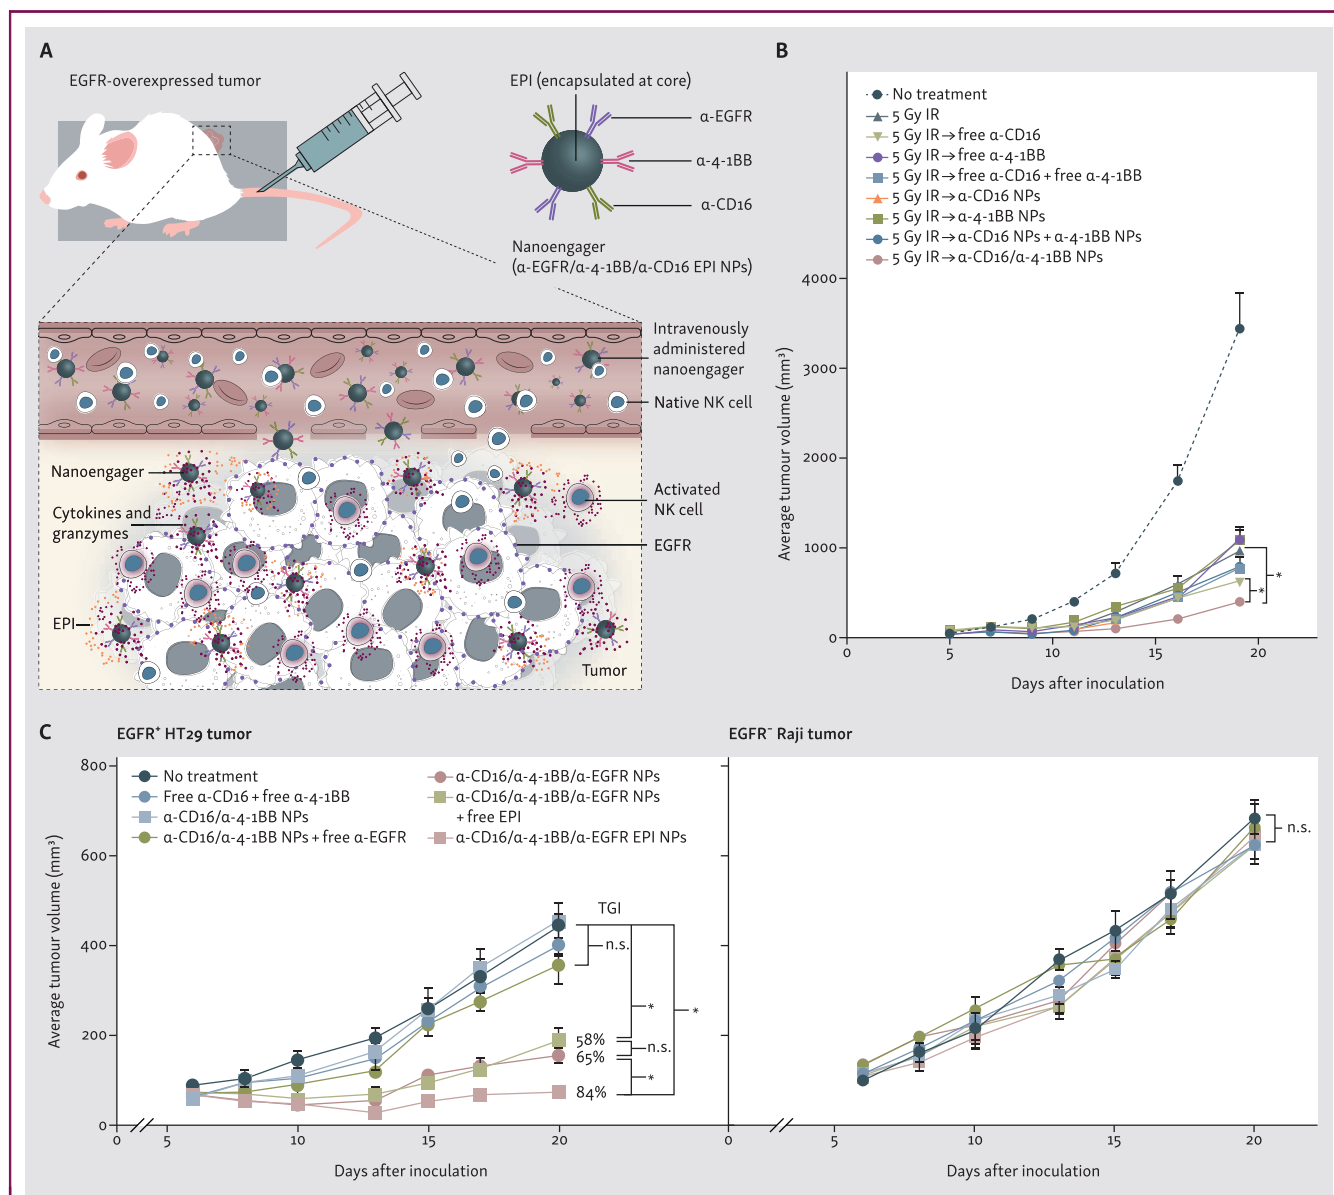 A
EGFR-overexpressed tumor
EPI (encapsulated at core)
α-EGFR
α-4-1BB
α-CD16
Nanoengager
(α-EGFR/α-4-1BB/α-CD16 EPI NPs)
Intravenously
administered
nanoengager
Native NK cell
Nanoengager
Cytokines and
granzymes
EPI
Activated
NK cell
EGFR
Tumor
B
No treatment
5 Gy IR
5 Gy IR→free α-CD16
5 Gy IR→free α-4-1BB
5 Gy IR→free α-CD16 + free α-4-1BB
5 Gy IR→α-CD16 NPs
5 Gy IR→α-4-1BB NPs
5 Gy IR→α-CD16 NPs + α-4-1BB NPs
5 Gy IR→α-CD16/α-4-1BB NPs
Average tumour volume (mm³)
4000
3000
2000
1000
0
*
*
0
5
10
15
20
Days after inoculation
C
EGFR⁺ HT29 tumor
No treatment
Free α-CD16 + free α-4-1BB
α-CD16/α-4-1BB NPs
α-CD16/α-4-1BB NPs + free α-EGFR
α-CD16/α-4-1BB/α-EGFR NPs
α-CD16/α-4-1BB/α-EGFR NPs
+ free EPI
α-CD16/α-4-1BB/α-EGFR EPI NPs
Average tumour volume (mm³)
800
600
400
200
0
TGI
n.s.
*
*
58%
n.s.
65%
*
84%
0
5
10
15
20
Days after inoculation
EGFR⁻ Raji tumor
n.s.
0
5
10
15
20
Days after inoculation